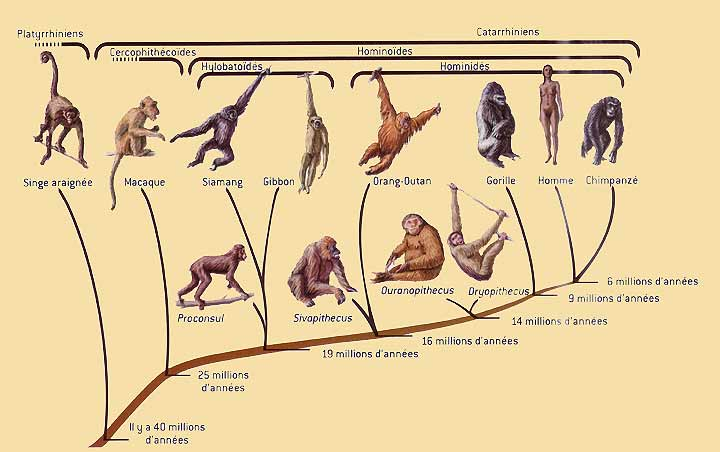 Platyrrhiniens
Catarrhiniens
Cercophithécoïdes
Hominoïdes
Hylobatoïdés
Hominidés
Singe araignée
Macaque
Siamang
Gibbon
Orang-Outan
Gorille
Homme
Chimpanzé
Proconsul
Sivapithecus
Ouranopithecus
Dryopithecus
6 millions d'années
9 millions d'années
14 millions d'années
16 millions d'années
19 millions d'années
25 millions
d'années
Il y a 40 millions
d'années